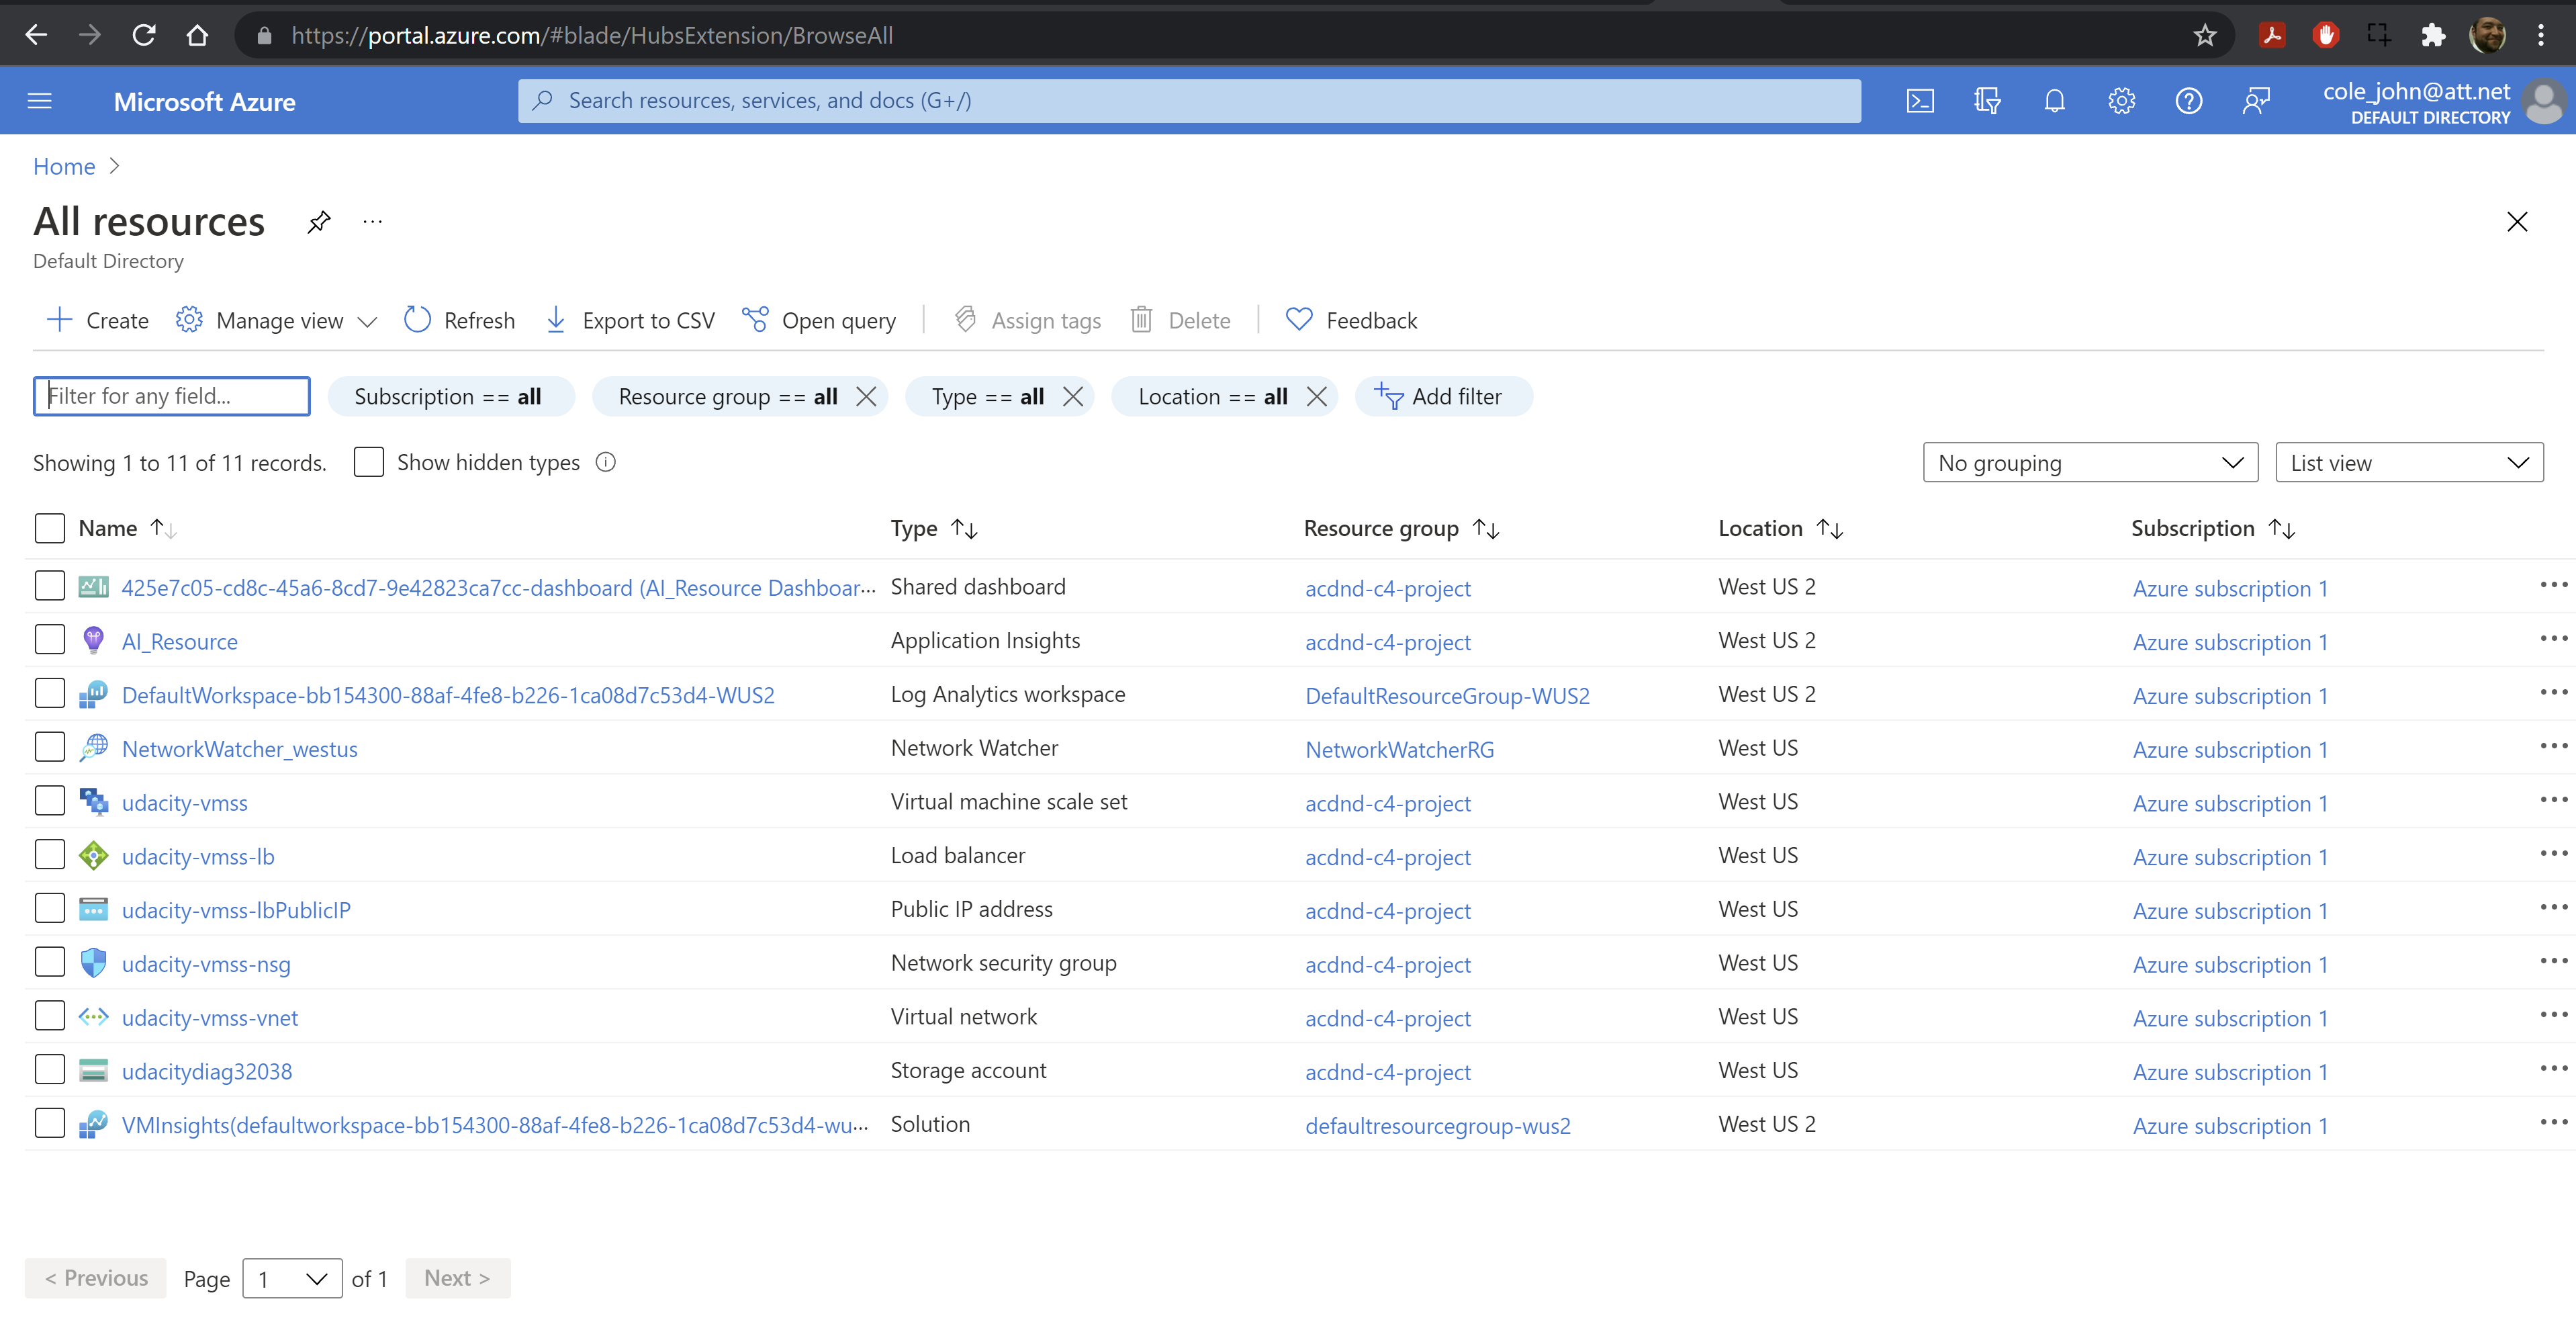 https://portal.azure.com/#blade/HubsExtension/BrowseAll
Microsoft Azure
Search resources, services, and docs (G+/)
cole_john@att.net
DEFAULT DIRECTORY
Home
All resources
Default Directory
Create Manage view Refresh Export to CSV Open query Assign tags Delete Feedback
Filter for any field... Subscription == all Resource group == all Type == all Location == all Add filter
Showing 1 to 11 of 11 records. Show hidden types No grouping List view
Name Type Resource group Location Subscription
425e7c05-cd8c-45a6-8cd7-9e42823ca7cc-dashboard (AI_Resource Dashboar... Shared dashboard acdnd-c4-project West US 2 Azure subscription 1
AI_Resource Application Insights acdnd-c4-project West US 2 Azure subscription 1
DefaultWorkspace-bb154300-88af-4fe8-b226-1ca08d7c53d4-WUS2 Log Analytics workspace DefaultResourceGroup-WUS2 West US 2 Azure subscription 1
NetworkWatcher_westus Network Watcher NetworkWatcherRG West US Azure subscription 1
udacity-vmss Virtual machine scale set acdnd-c4-project West US Azure subscription 1
udacity-vmss-lb Load balancer acdnd-c4-project West US Azure subscription 1
udacity-vmss-lbPublicIP Public IP address acdnd-c4-project West US Azure subscription 1
udacity-vmss-nsg Network security group acdnd-c4-project West US Azure subscription 1
udacity-vmss-vnet Virtual network acdnd-c4-project West US Azure subscription 1
udacitydiag32038 Storage account acdnd-c4-project West US Azure subscription 1
VMInsights(defaultworkspace-bb154300-88af-4fe8-b226-1ca08d7c53d4-wu... Solution defaultresourcegroup-wus2 West US 2 Azure subscription 1
< Previous Page 1 of 1 Next >